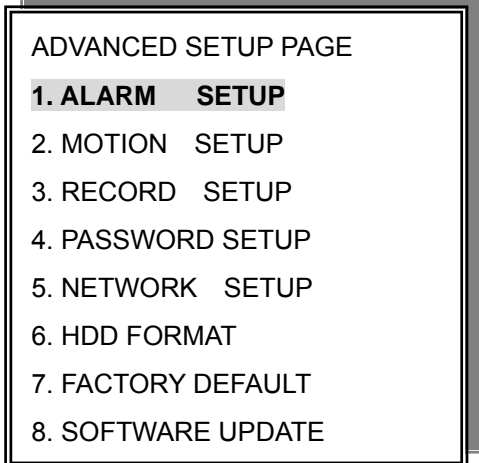 ADVANCED SETUP PAGE
1. ALARM SETUP
2. MOTION SETUP
3. RECORD SETUP
4. PASSWORD SETUP
5. NETWORK SETUP
6. HDD FORMAT
7. FACTORY DEFAULT
8. SOFTWARE UPDATE